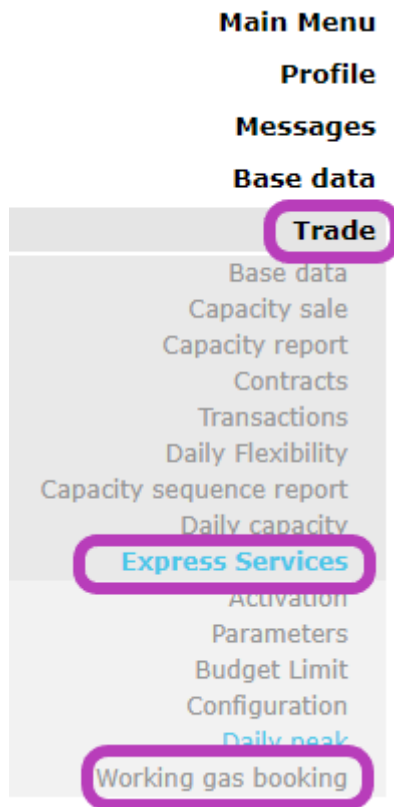 Main Menu
Profile
Messages
Base data
Trade
Base data
Capacity sale
Capacity report
Contracts
Transactions
Daily Flexibility
Capacity sequence report
Daily capacity
Express Services
Activation
Parameters
Budget Limit
Configuration
Daily peak
Working gas booking